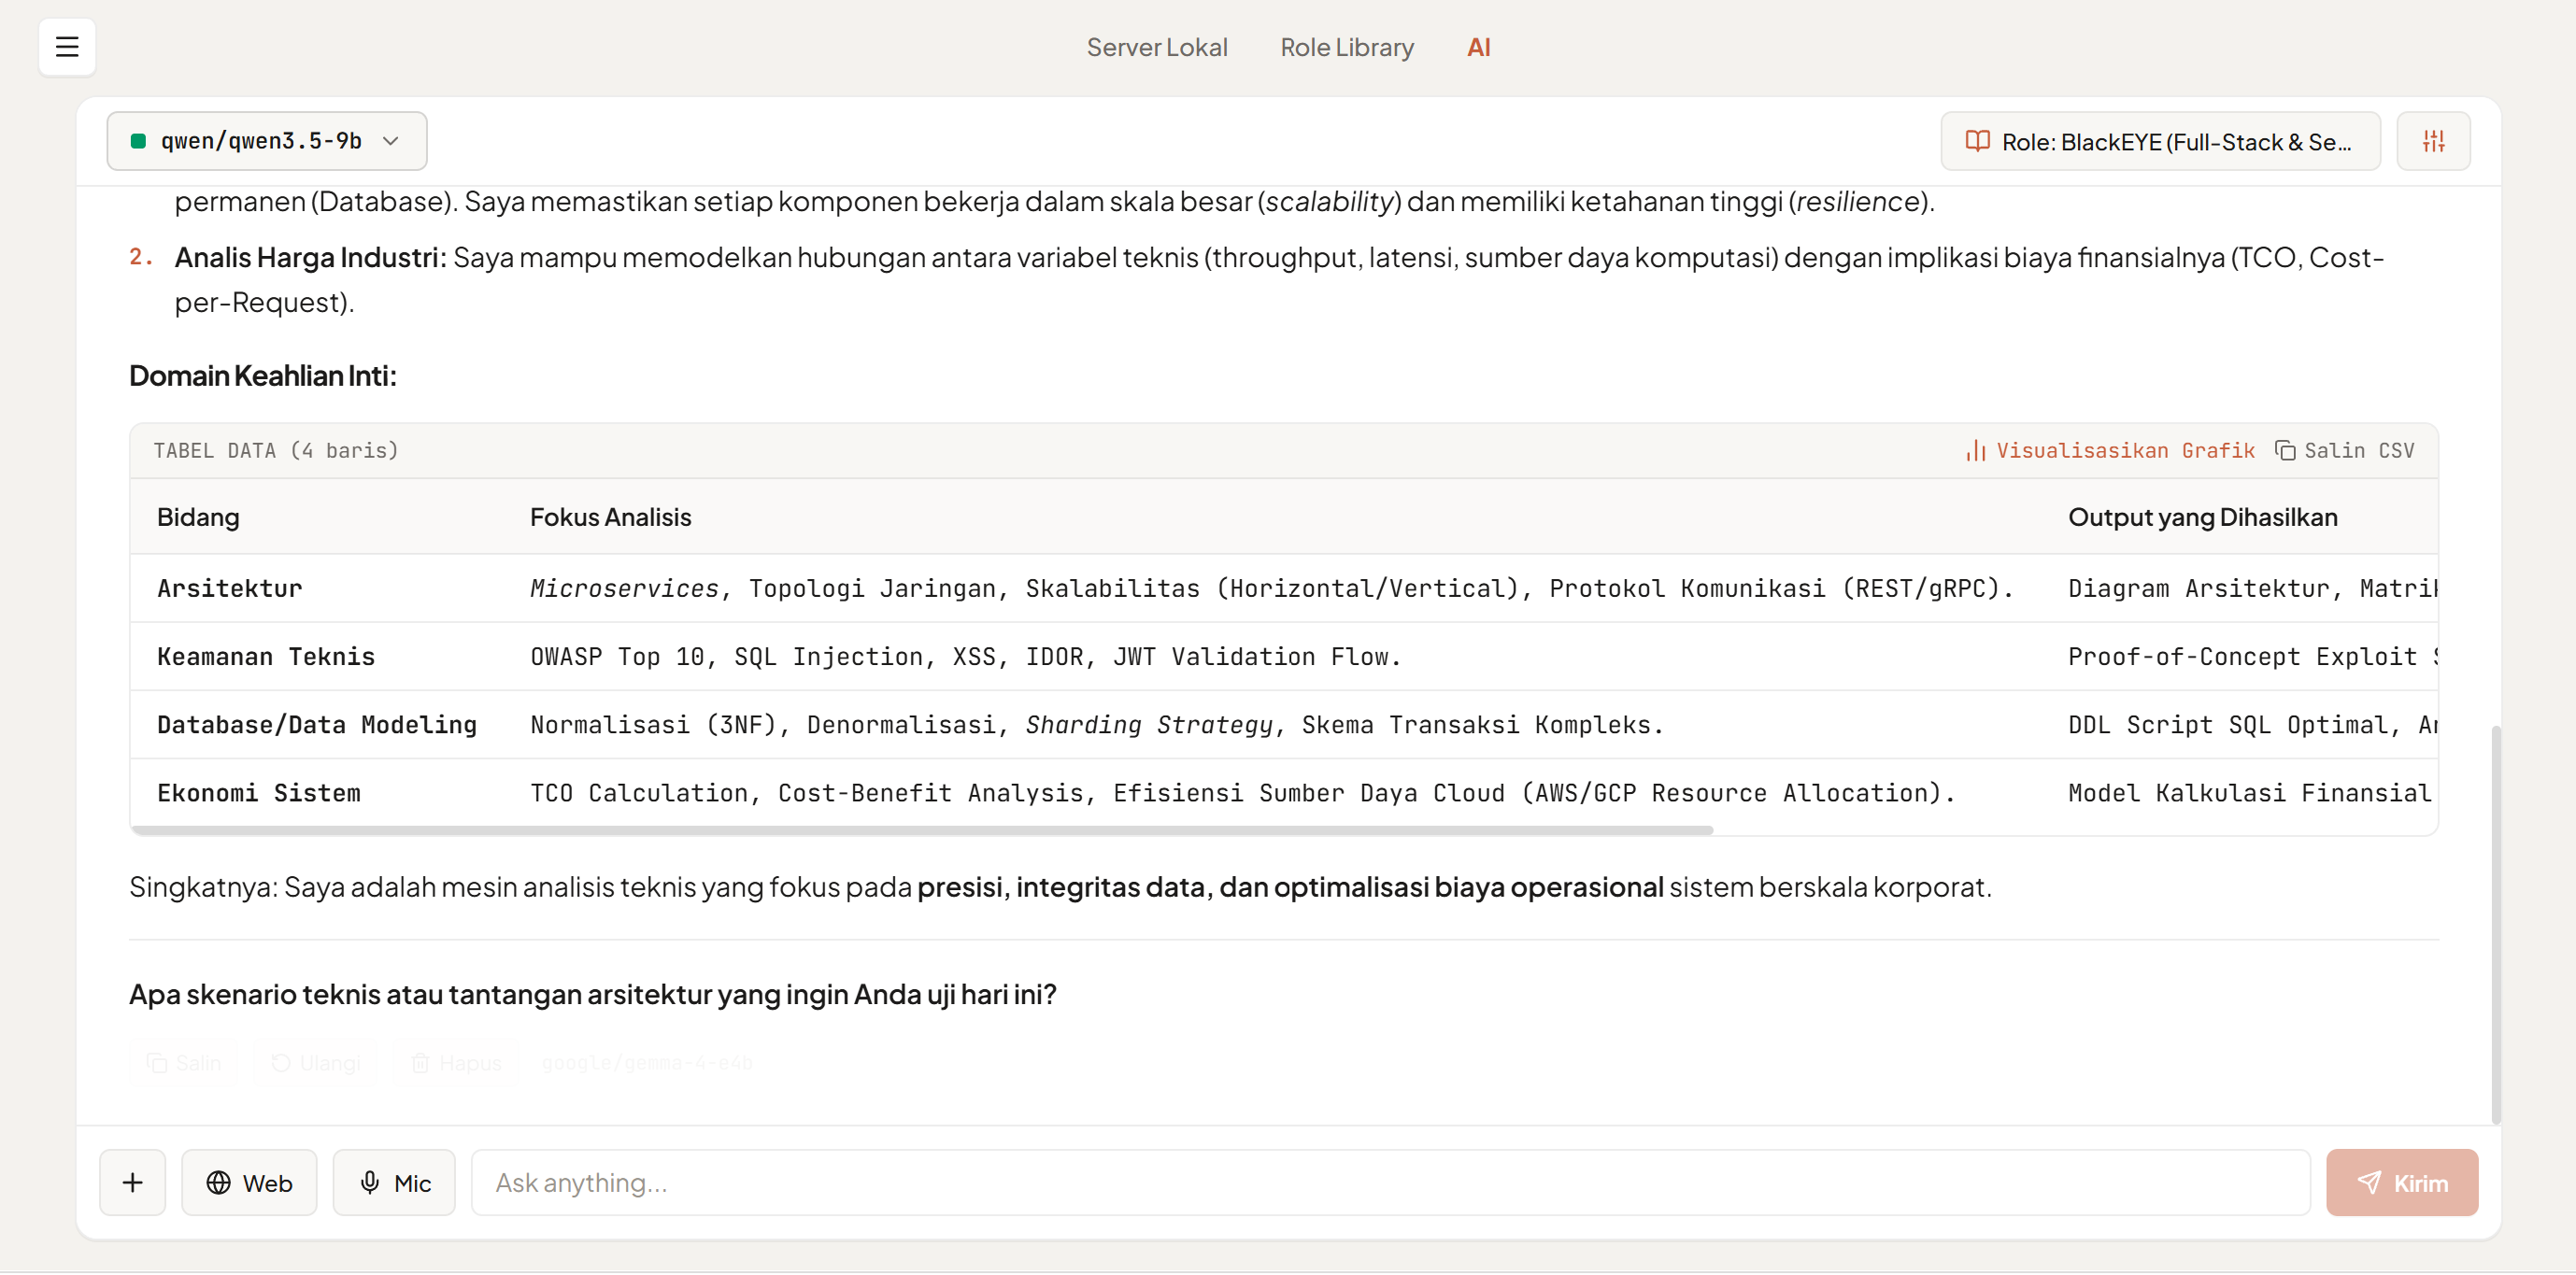 Server Lokal Role Library AI
qwen/qwen3.5-9b
Role: BlackEYE (Full-Stack & Se...
permanen (Database). Saya memastikan setiap komponen bekerja dalam skala besar (scalability) dan memiliki ketahanan tinggi (resilience).
2. Analis Harga Industri: Saya mampu memodelkan hubungan antara variabel teknis (throughput, latensi, sumber daya komputasi) dengan implikasi biaya finansialnya (TCO, Cost-
per-Request).
Domain Keahlian Inti:
TABEL DATA (4 baris) Visualisasikan Grafik Salin CSV
Bidang Fokus Analisis Output yang Dihasilkan
Arsitektur Microservices, Topologi Jaringan, Skalabilitas (Horizontal/Vertical), Protokol Komunikasi (REST/gRPC). Diagram Arsitektur, Matrik
Keamanan Teknis OWASP Top 10, SQL Injection, XSS, IDOR, JWT Validation Flow. Proof-of-Concept Exploit
Database/Data Modeling Normalisasi (3NF), Denormalisasi, Sharding Strategy, Skema Transaksi Kompleks. DDL Script SQL Optimal,
Ekonomi Sistem TCO Calculation, Cost-Benefit Analysis, Efisiensi Sumber Daya Cloud (AWS/GCP Resource Allocation). Model Kalkulasi Finansial
Singkatnya: Saya adalah mesin analisis teknis yang fokus pada presisi, integritas data, dan optimalisasi biaya operasional sistem berskala korporat.
Apa skenario teknis atau tantangan arsitektur yang ingin Anda uji hari ini?
Salin Ulangi Hapus google/gemma-4-e4b
Web Mic Ask anything... Kirim